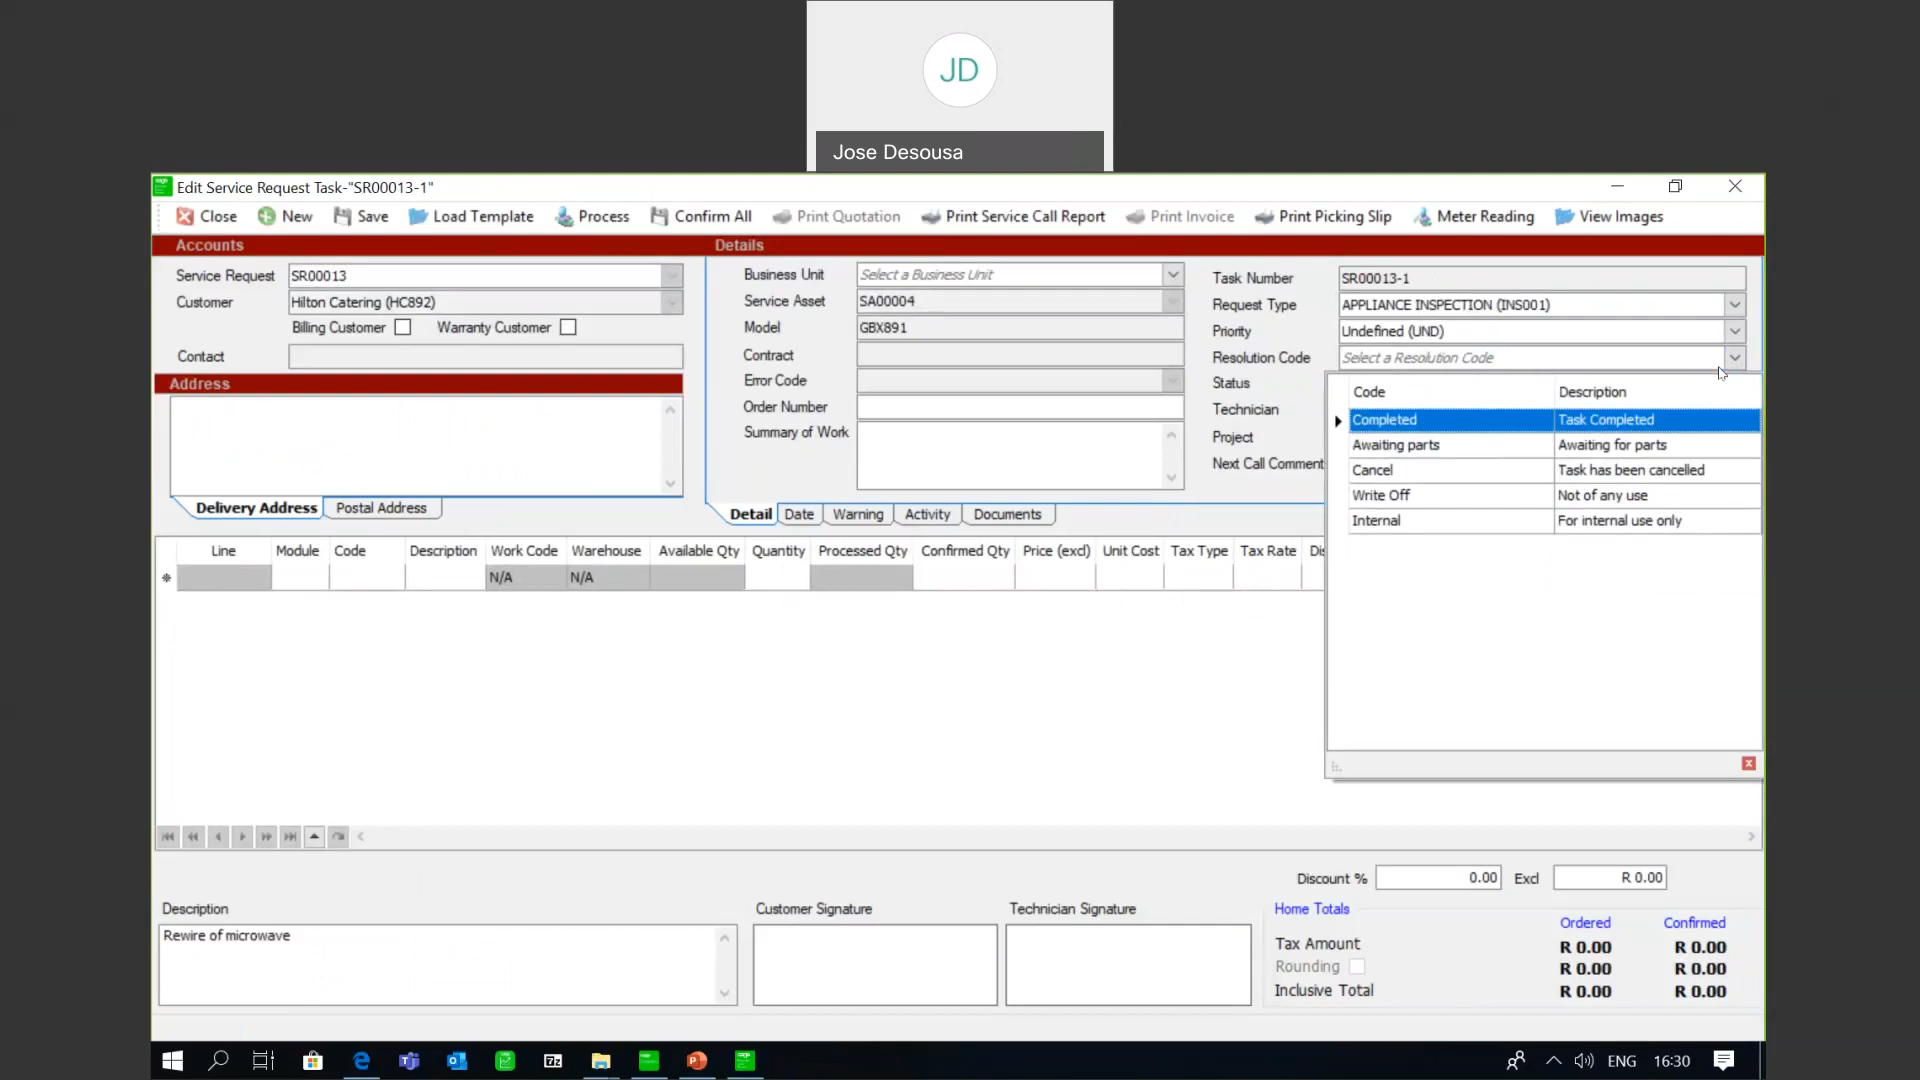 JD
Jose Desousa
Edit Service Request Task-"SR00013-1"
Close New Save Load Template Process Confirm All Print Quotation Print Service Call Report Print Invoice Print Picking Slip Meter Reading View Images
Accounts Details
Service Request SR00013
Customer Hilton Catering (HC892)
Billing Customer Warranty Customer
Contact
Address
Delivery Address Postal Address
Business Unit Select a Business Unit
Service Asset SA00004
Model GBX891
Contract
Error Code
Order Number
Summary of Work
Detail Date Warning Activity Documents
Task Number SR00013-1
Request Type APPLIANCE INSPECTION (INS001)
Priority Undefined (UND)
Resolution Code Select a Resolution Code
Status
Technician
Project
Next Call Comment
Code Description
Completed Task Completed
Awaiting parts Awaiting for parts
Cancel Task has been cancelled
Write Off Not of any use
Internal For internal use only
Line Module Code Description Work Code Warehouse Available Qty Quantity Processed Qty Confirmed Qty Price (excl) Unit Cost Tax Type Tax Rate Dis
N/A N/A
Discount % 0.00 Excl R 0.00
Description
Rewire of microwave
Customer Signature
Technician Signature
Home Totals
Ordered Confirmed
Tax Amount R 0.00 R 0.00
Rounding R 0.00 R 0.00
Inclusive Total R 0.00 R 0.00
7z
ENG 16:30